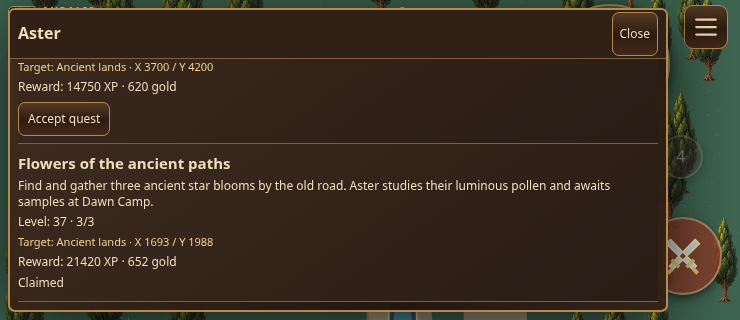 Aster
Close
Target: Ancient lands · X 3700 / Y 4200
Reward: 14750 XP · 620 gold
Accept quest
Flowers of the ancient paths
Find and gather three ancient star blooms by the old road. Aster studies their luminous pollen and awaits
samples at Dawn Camp.
Level: 37 · 3/3
Target: Ancient lands · X 1693 / Y 1988
Reward: 21420 XP · 652 gold
Claimed
4